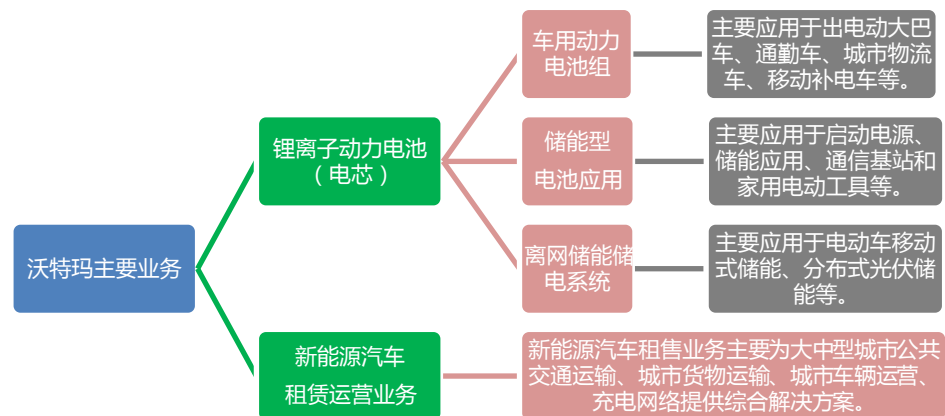 沃特玛主要业务
锂离子动力电池
（电芯）
车用动力
电池组
主要应用于出电动大巴
车、通勤车、城市物流
车、移动补电车等。
储能型
电池应用
主要应用于启动电源、
储能应用、通信基站和
家用电动工具等。
离网储能储
电系统
主要应用于电动车移动
式储能、分布式光伏储
能等。
新能源汽车
租赁运营业务
新能源汽车租售业务主要为大中型城市公共
交通运输、城市货物运输、城市车辆运营、
充电网络提供综合解决方案。